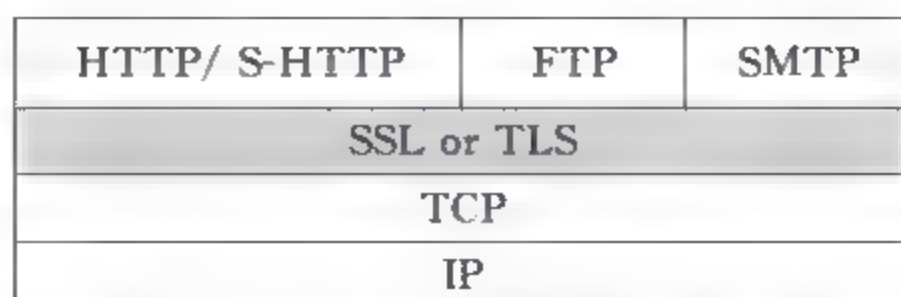 HTTP/ S-HTTP FTP SMTP
SSL or TLS
TCP
IP